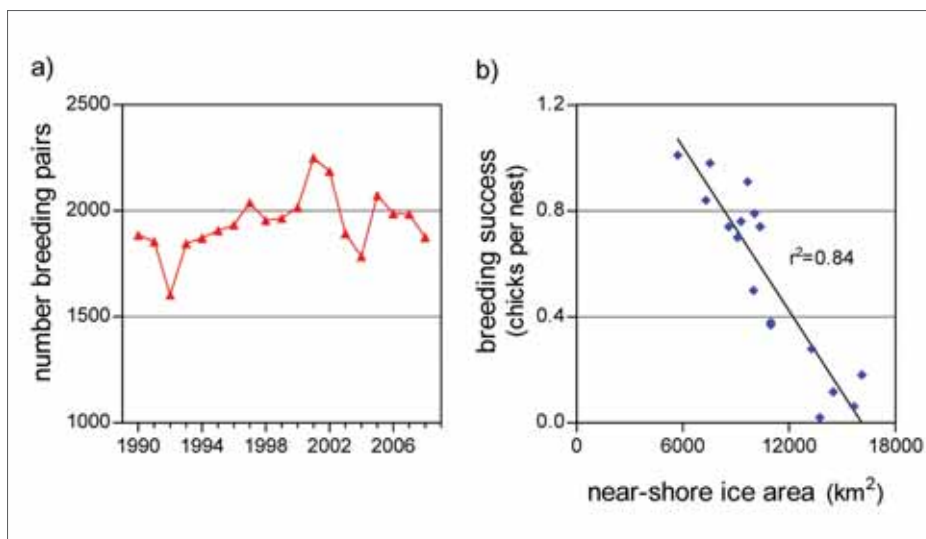 a)
number breeding pairs
2500
2000
1500
1000
1990
1994
1998
2002
2006
b)
breeding success
(chicks per nest)
1.2
0.8
0.4
0.0
r²=0.84
0
6000
12000
18000
near-shore ice area (km²)